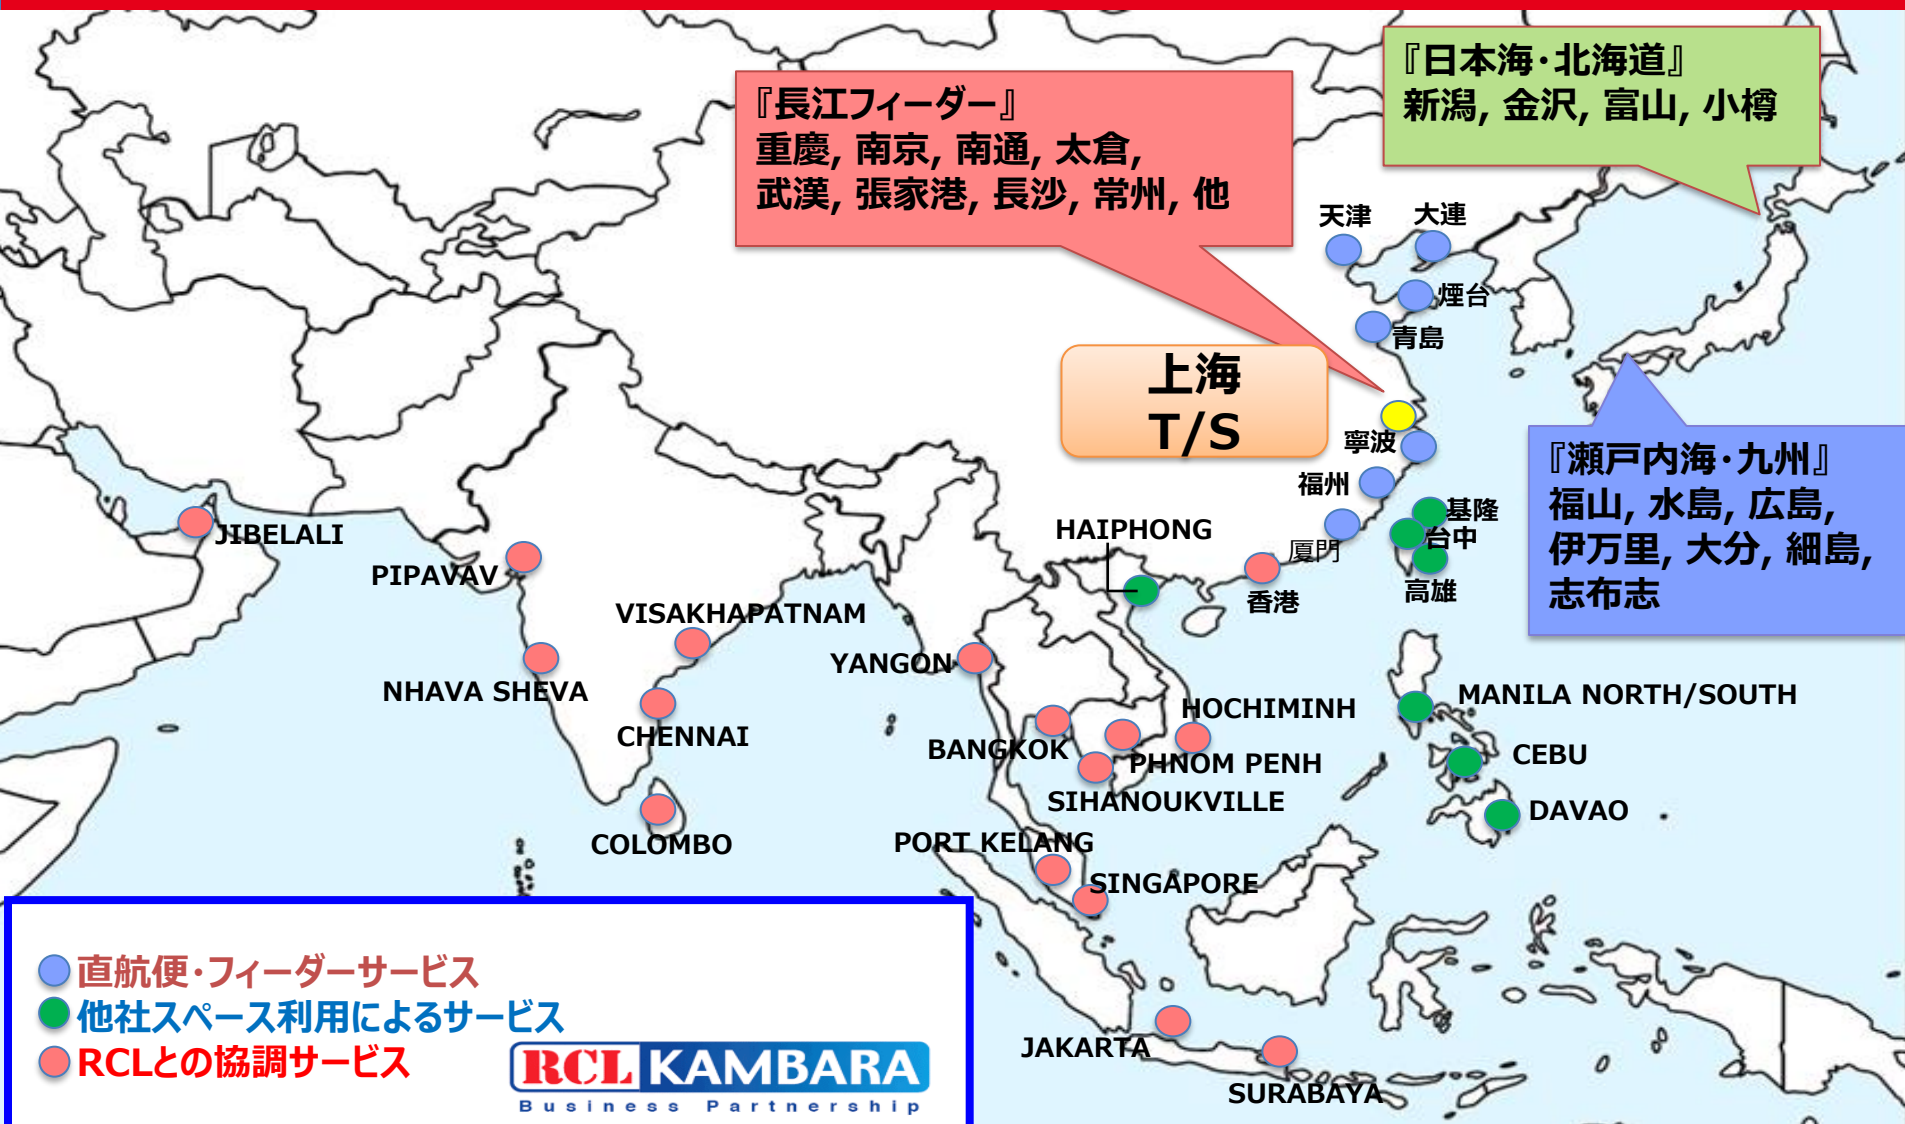 『日本海・北海道』
新潟, 金沢, 富山, 小樽
『長江フィーダー』
重慶, 南京, 南通, 太倉,
武漢, 張家港, 長沙, 常州, 他
天津
大連
煙台
青島
上海
T/S
寧波
福州
『瀬戸内海・九州』
福山, 水島, 広島,
伊万里, 大分, 細島,
志布志
基隆
台中
高雄
厦門
香港
HAIPHONG
JIBELALI
PIPAVAV
VISAKHAPATNAM
YANGON
NHAVA SHEVA
CHENNAI
COLOMBO
BANGKOK
HOCHIMINH
PHNOM PENH
SIHANOUKVILLE
MANILA NORTH/SOUTH
CEBU
DAVAO
PORT KELANG
SINGAPORE
JAKARTA
SURABAYA
直航便・フィーダーサービス
他社スペース利用によるサービス
RCLとの協調サービス
RCL KAMBARA
Business Partnership